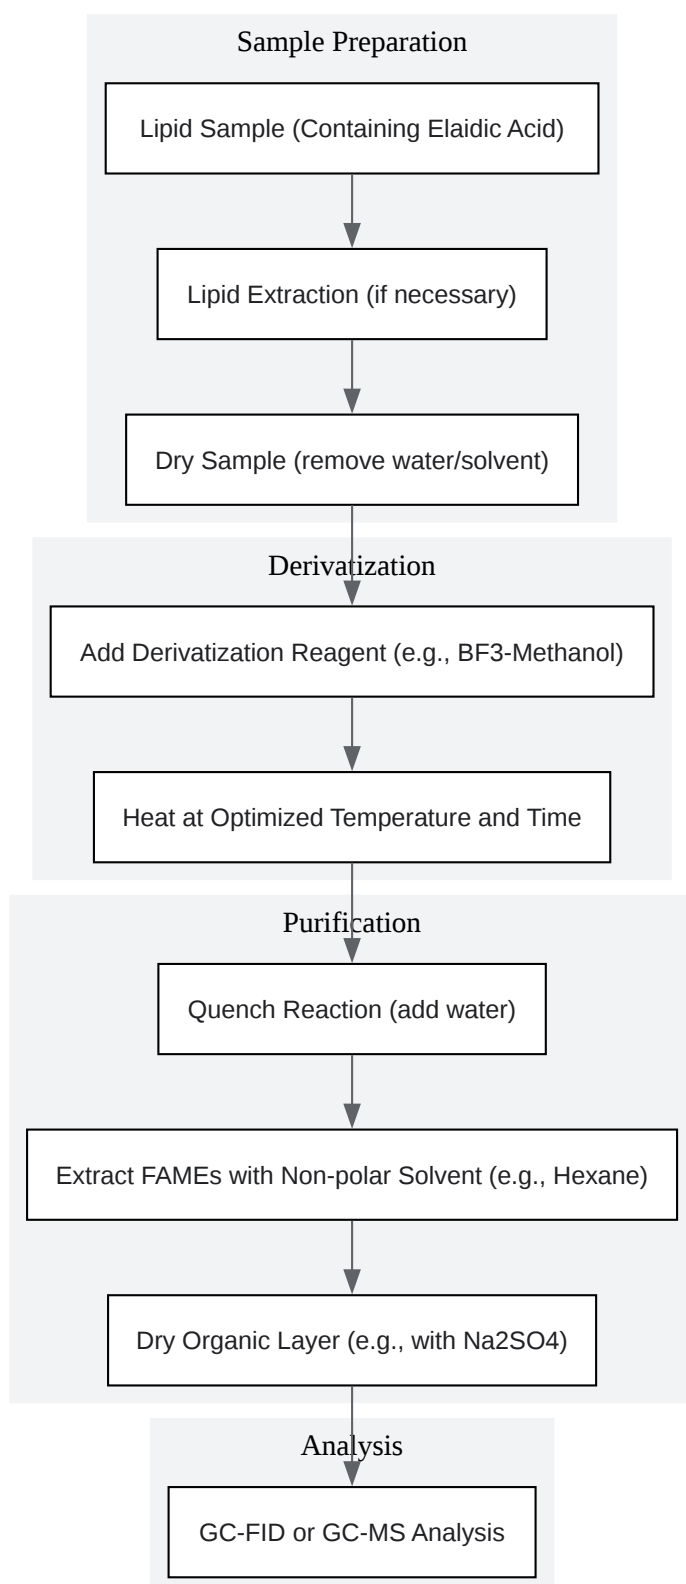 Sample Preparation
Lipid Sample (Containing Elaidic Acid)
Lipid Extraction (if necessary)
Dry Sample (remove water/solvent)
Derivatization
Add Derivatization Reagent (e.g., BF3-Methanol)
Heat at Optimized Temperature and Time
Purification
Quench Reaction (add water)
Extract FAMEs with Non-polar Solvent (e.g., Hexane)
Dry Organic Layer (e.g., with Na2SO4)
Analysis
GC-FID or GC-MS Analysis